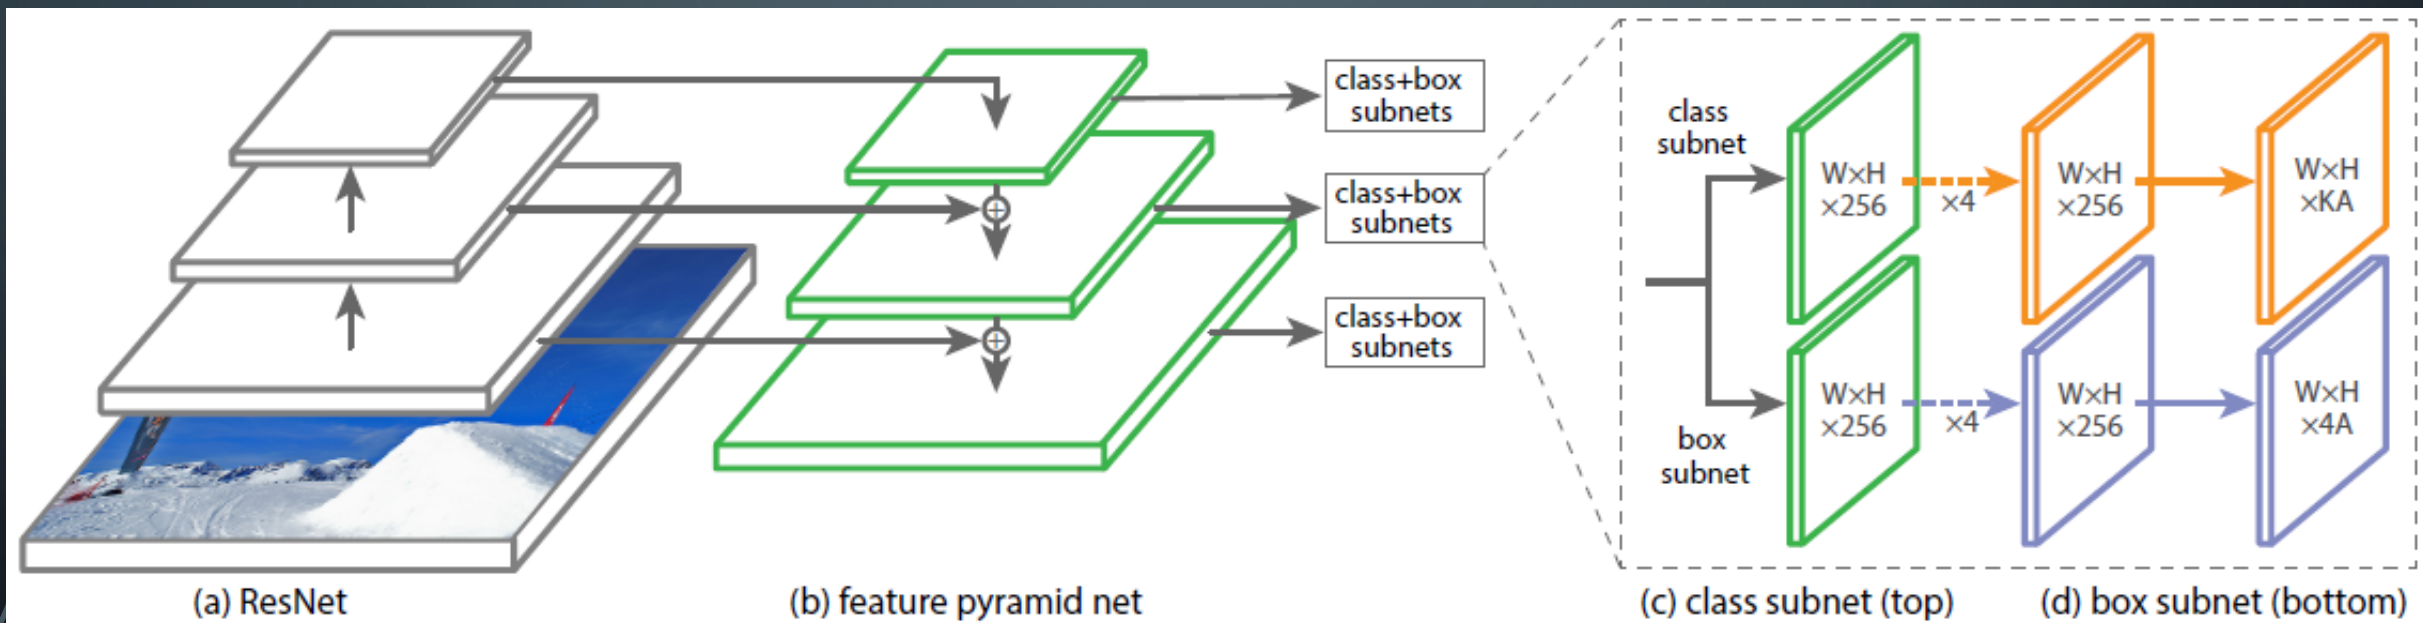 class+box
subnets
class+box
subnets
class+box
subnets
class
subnet
W×H
×256
×4
W×H
×256
W×H
×KA
box
subnet
W×H
×256
×4
W×H
×256
W×H
×4A
(a) ResNet
(b) feature pyramid net
(c) class subnet (top)
(d) box subnet (bottom)